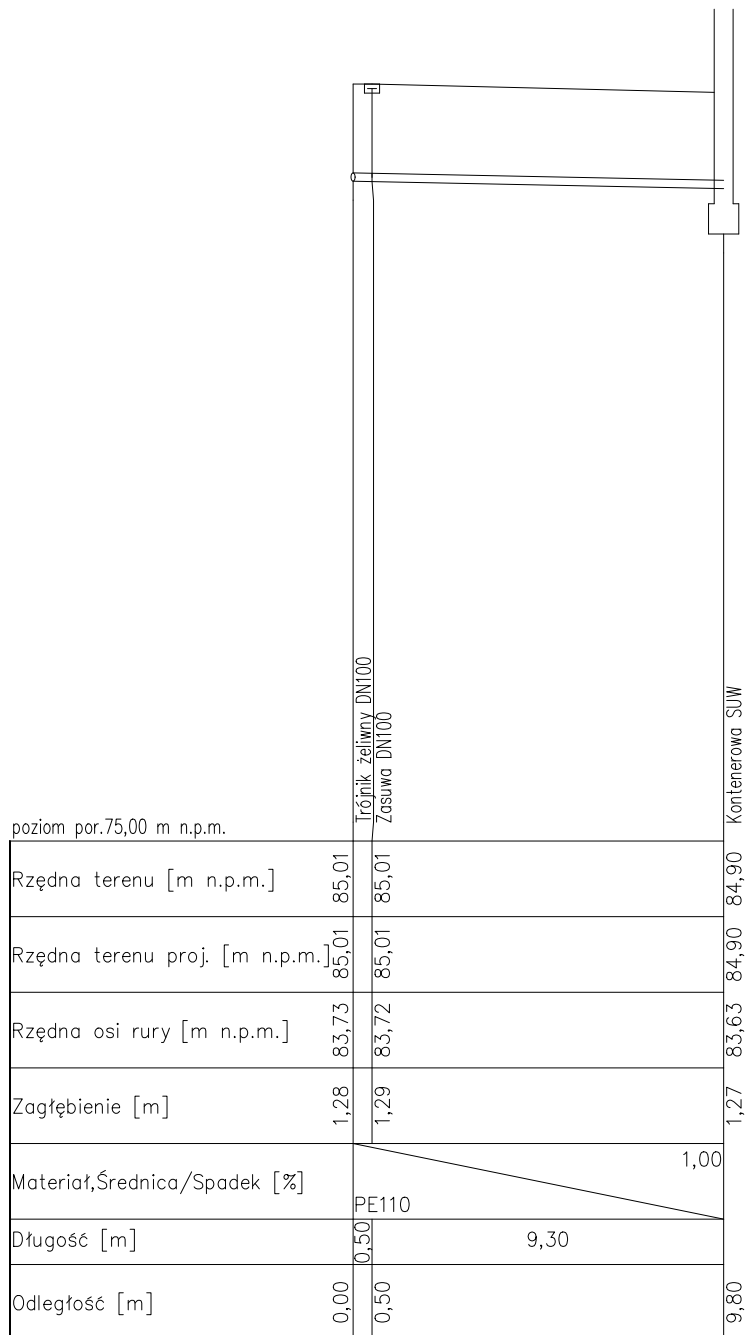 Trójnik żeliwny DN100
Zasuwa DN100
Kontenerowa SUW
poziom por.75,00 m n.p.m.
Rzędna terenu [m n.p.m.] 85,01 85,01 84,90
Rzędna terenu proj. [m n.p.m.] 85,01 85,01 84,90
Rzędna osi rury [m n.p.m.] 83,73 83,72 83,63
Zagłębienie [m] 1,28 1,29 1,27
Materiał,Średnica/Spadek [%] PE110 1,00
Długość [m] 0,50 9,30
Odległość [m] 0,00 0,50 9,80